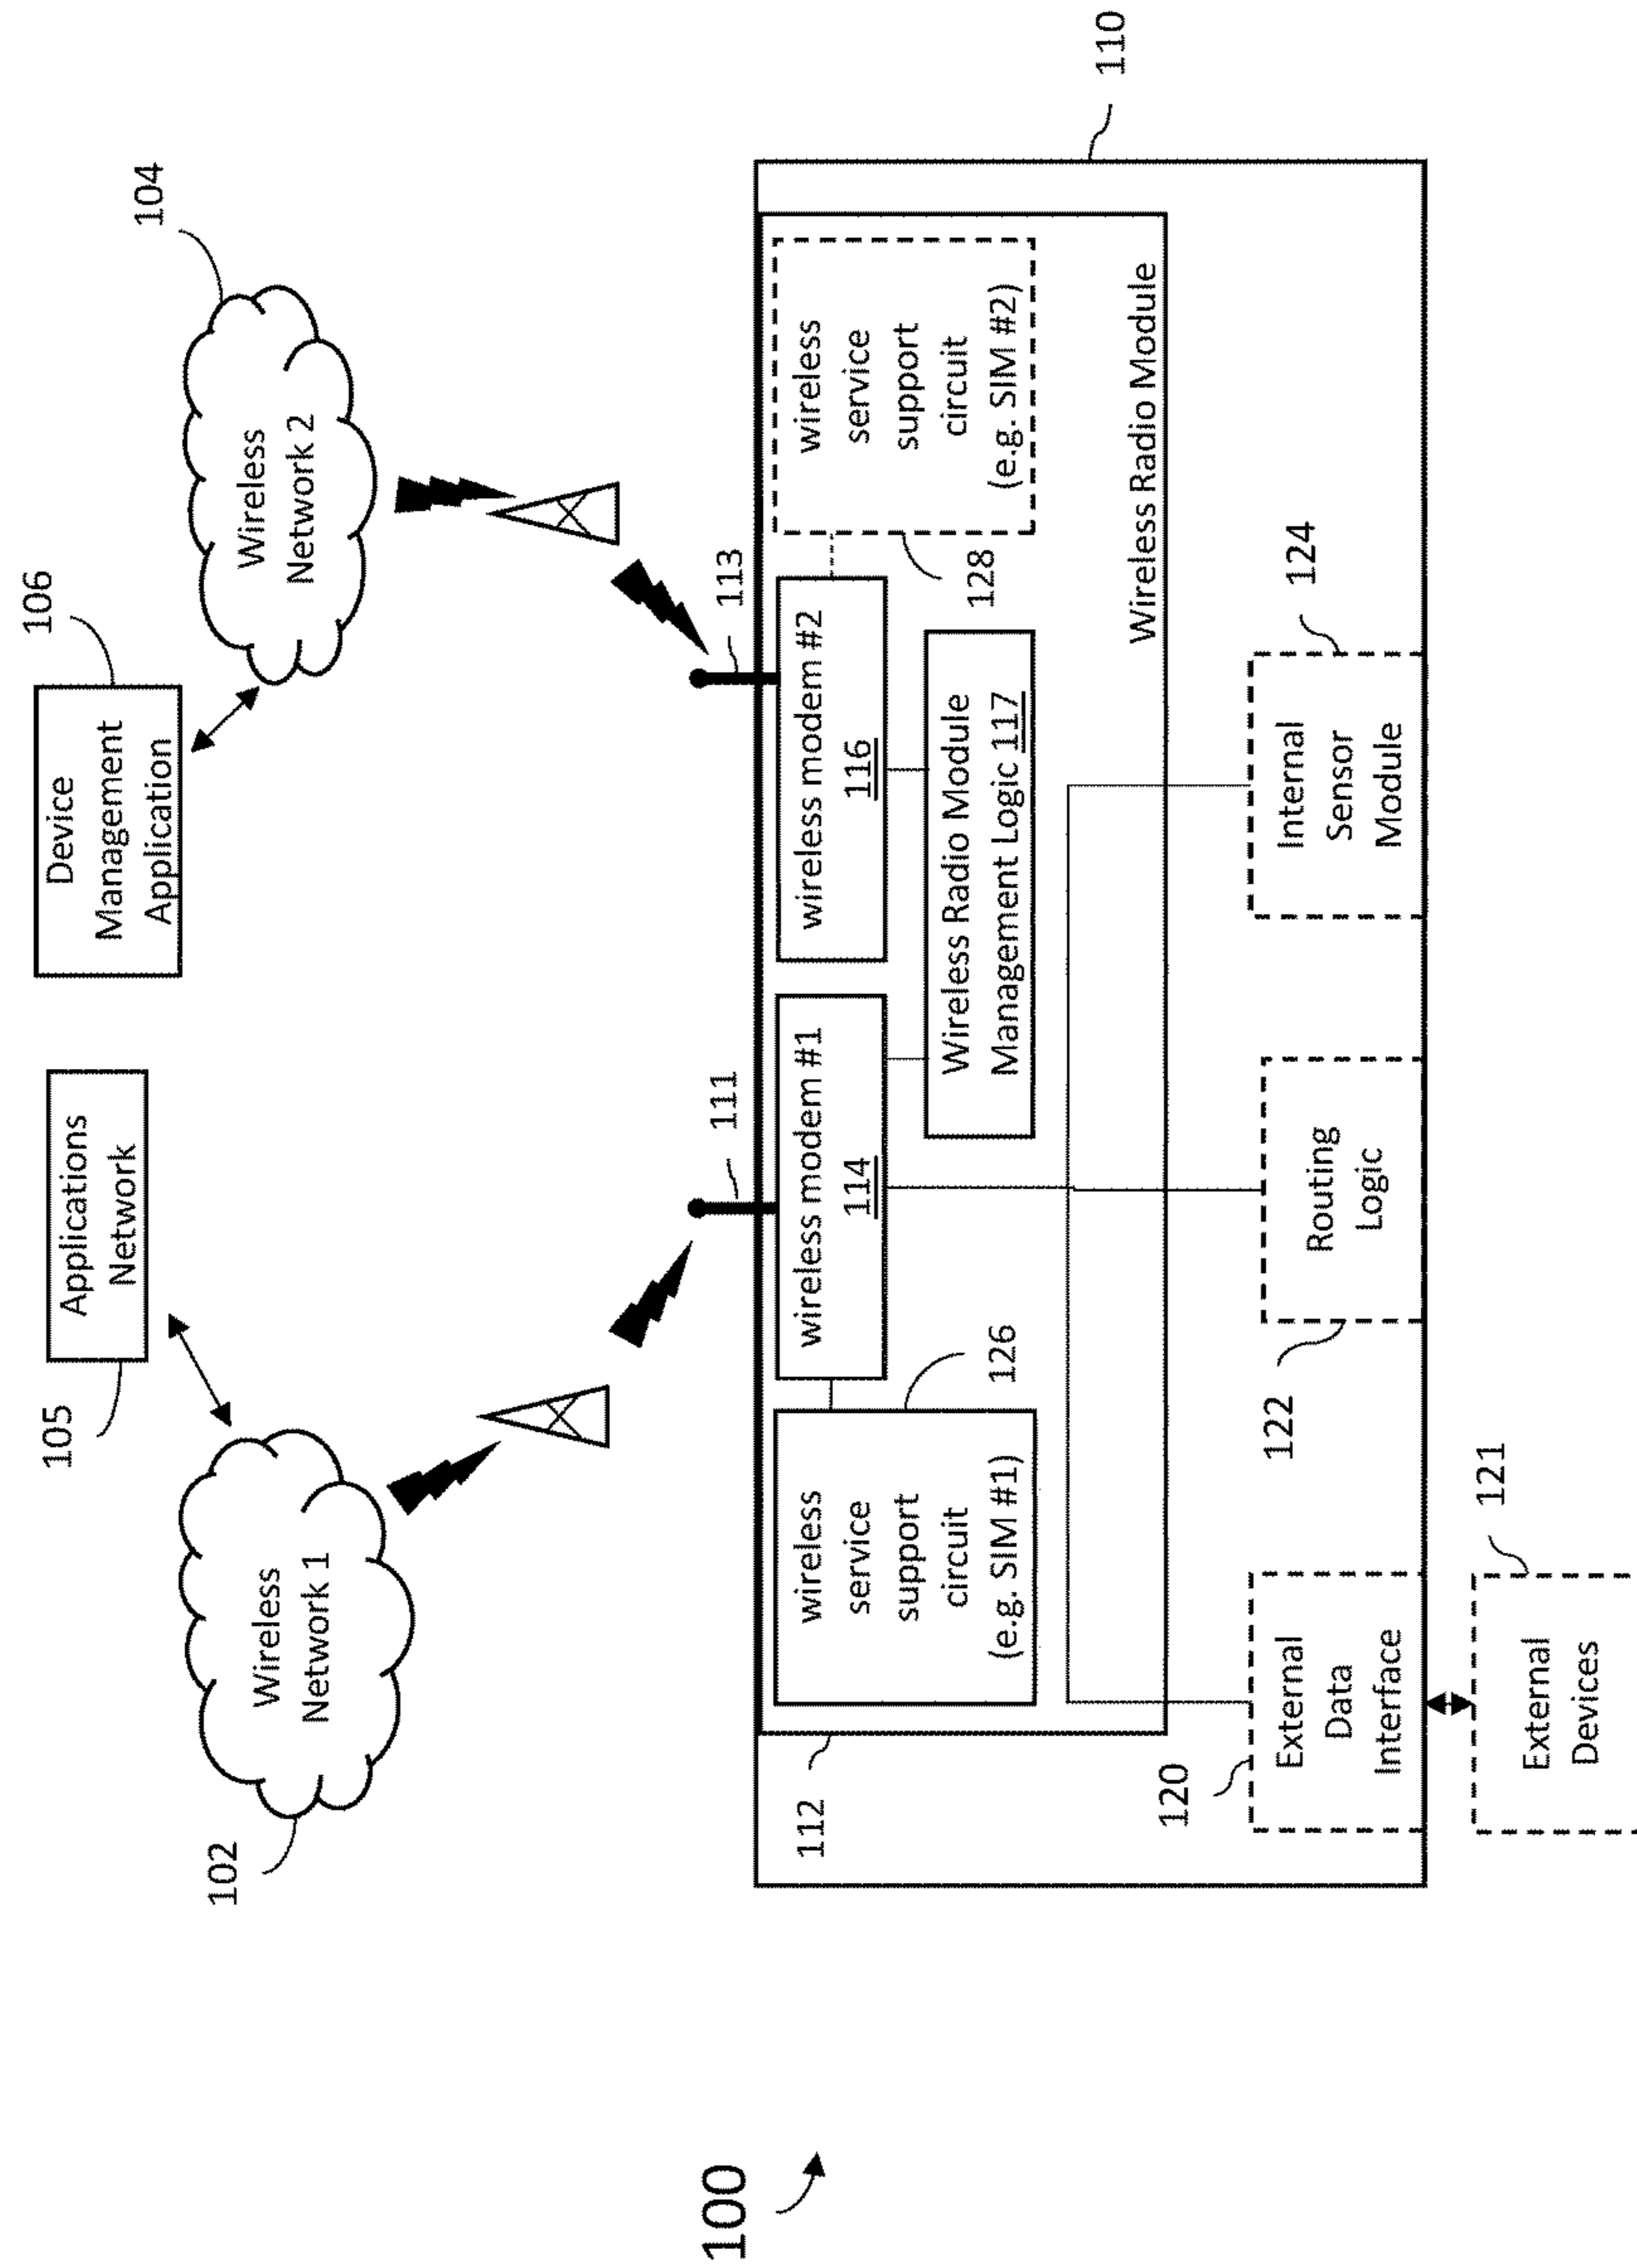 100
102
Wireless
Network 1
105
Applications
Network
106
Device
Management
Application
Wireless
Network 2
104
111
113
110
112
wireless
service
support
circuit
(e.g. SIM #1)
126
wireless modem #1
114
wireless modem #2
116
Wireless Radio Module
Management Logic 117
128
wireless
service
support
circuit
(e.g. SIM #2)
Wireless Radio Module
120
External
Data
Interface
122
Routing
Logic
124
Internal
Sensor
Module
121
External
Devices